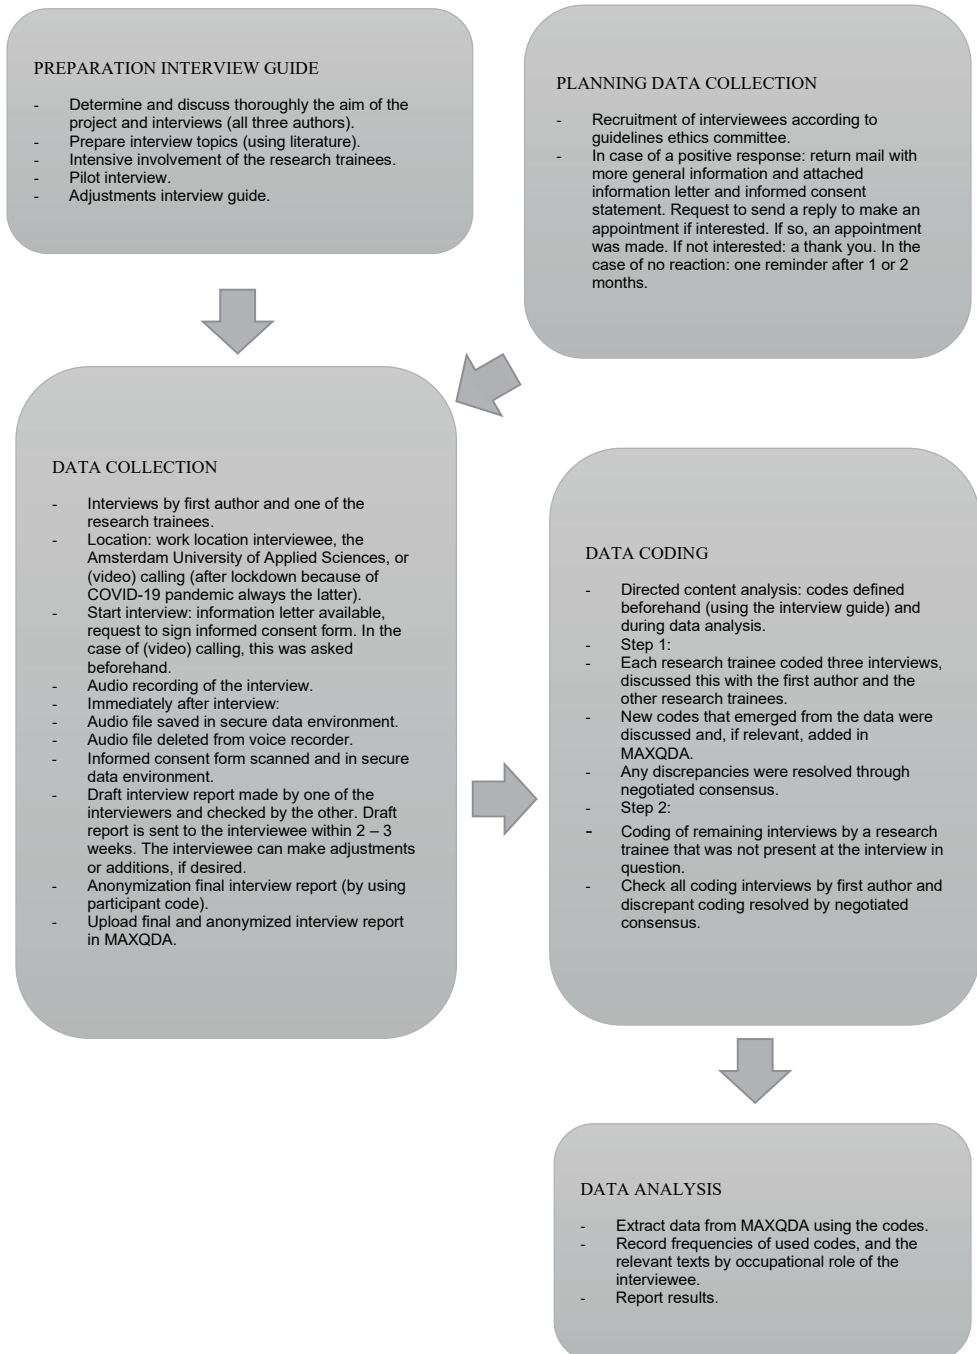 PREPARATION INTERVIEW GUIDE
- Determine and discuss thoroughly the aim of the
project and interviews (all three authors).
- Prepare interview topics (using literature).
- Intensive involvement of the research trainees.
- Pilot interview.
- Adjustments interview guide.
PLANNING DATA COLLECTION
- Recruitment of interviewees according to
guidelines ethics committee.
- In case of a positive response: return mail with
more general information and attached
information letter and informed consent
statement. Request to send a reply to make an
appointment if interested. If so, an appointment
was made. If not interested: a thank you. In the
case of no reaction: one reminder after 1 or 2
months.
DATA COLLECTION
- Interviews by first author and one of the
research trainees.
- Location: work location interviewee, the
Amsterdam University of Applied Sciences, or
(video) calling (after lockdown because of
COVID-19 pandemic always the latter).
- Start interview: information letter available,
request to sign informed consent form. In the
case of (video) calling, this was asked
beforehand.
- Audio recording of the interview.
- Immediately after interview:
- Audio file saved in secure data environment.
- Audio file deleted from voice recorder.
- Informed consent form scanned and in secure
data environment.
- Draft interview report made by one of the
interviewers and checked by the other. Draft
report is sent to the interviewee within 2 – 3
weeks. The interviewee can make adjustments
or additions, if desired.
- Anonymization final interview report (by using
participant code).
- Upload final and anonymized interview report
in MAXQDA.
DATA CODING
- Directed content analysis: codes defined
beforehand (using the interview guide) and
during data analysis.
- Step 1:
- Each research trainee coded three interviews,
discussed this with the first author and the
other research trainees.
- New codes that emerged from the data were
discussed and, if relevant, added in
MAXQDA.
- Any discrepancies were resolved through
negotiated consensus.
- Step 2:
- Coding of remaining interviews by a research
trainee that was not present at the interview in
question.
- Check all coding interviews by first author and
discrepant coding resolved by negotiated
consensus.
DATA ANALYSIS
- Extract data from MAXQDA using the codes.
- Record frequencies of used codes, and the
relevant texts by occupational role of the
interviewee.
- Report results.